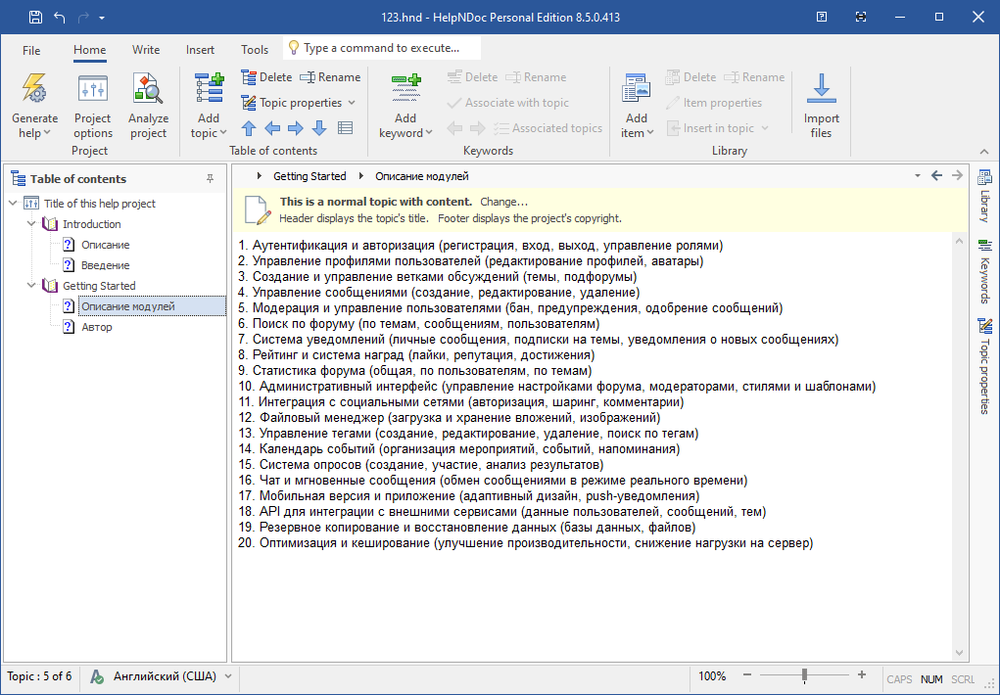 123.hnd - HelpNDoc Personal Edition 8.5.0.413
File Home Write Insert Tools Type a command to execute...
Generate help
Project options
Analyze project
Project
Add topic
Delete Rename
Topic properties
Table of contents
Add keyword
Delete Rename
Associate with topic
Associated topics
Keywords
Add item
Delete Rename
Item properties
Insert in topic
Library
Import files
Table of contents
Title of this help project
Introduction
Описание
Введение
Getting Started
Описание модулей
Автор
Getting Started Описание модулей
This is a normal topic with content. Change...
Header displays the topic's title. Footer displays the project's copyright.
1. Аутентификация и авторизация (регистрация, вход, выход, управление ролями)
2. Управление профилями пользователей (редактирование профилей, аватары)
3. Создание и управление ветками обсуждений (темы, подфорумы)
4. Управление сообщениями (создание, редактирование, удаление)
5. Модерация и управление пользователями (бан, предупреждения, одобрение сообщений)
6. Поиск по форуму (по темам, сообщениям, пользователям)
7. Система уведомлений (личные сообщения, подписки на темы, уведомления о новых сообщениях)
8. Рейтинг и система наград (лайки, репутация, достижения)
9. Статистика форума (общая, по пользователям, по темам)
10. Административный интерфейс (управление настройками форума, модераторами, стилями и шаблонами)
11. Интеграция с социальными сетями (авторизация, шаринг, комментарии)
12. Файловый менеджер (загрузка и хранение вложений, изображений)
13. Управление тегами (создание, редактирование, удаление, поиск по тегам)
14. Календарь событий (организация мероприятий, событий, напоминания)
15. Система опросов (создание, участие, анализ результатов)
16. Чат и мгновенные сообщения (обмен сообщениями в режиме реального времени)
17. Мобильная версия и приложение (адаптивный дизайн, push-уведомления)
18. API для интеграции с внешними сервисами (данные пользователей, сообщений, тем)
19. Резервное копирование и восстановление данных (базы данных, файлов)
20. Оптимизация и кеширование (улучшение производительности, снижение нагрузки на сервер)
Library
Keywords
Topic properties
Topic : 5 of 6 Английский (США) 100% CAPS NUM SCRL